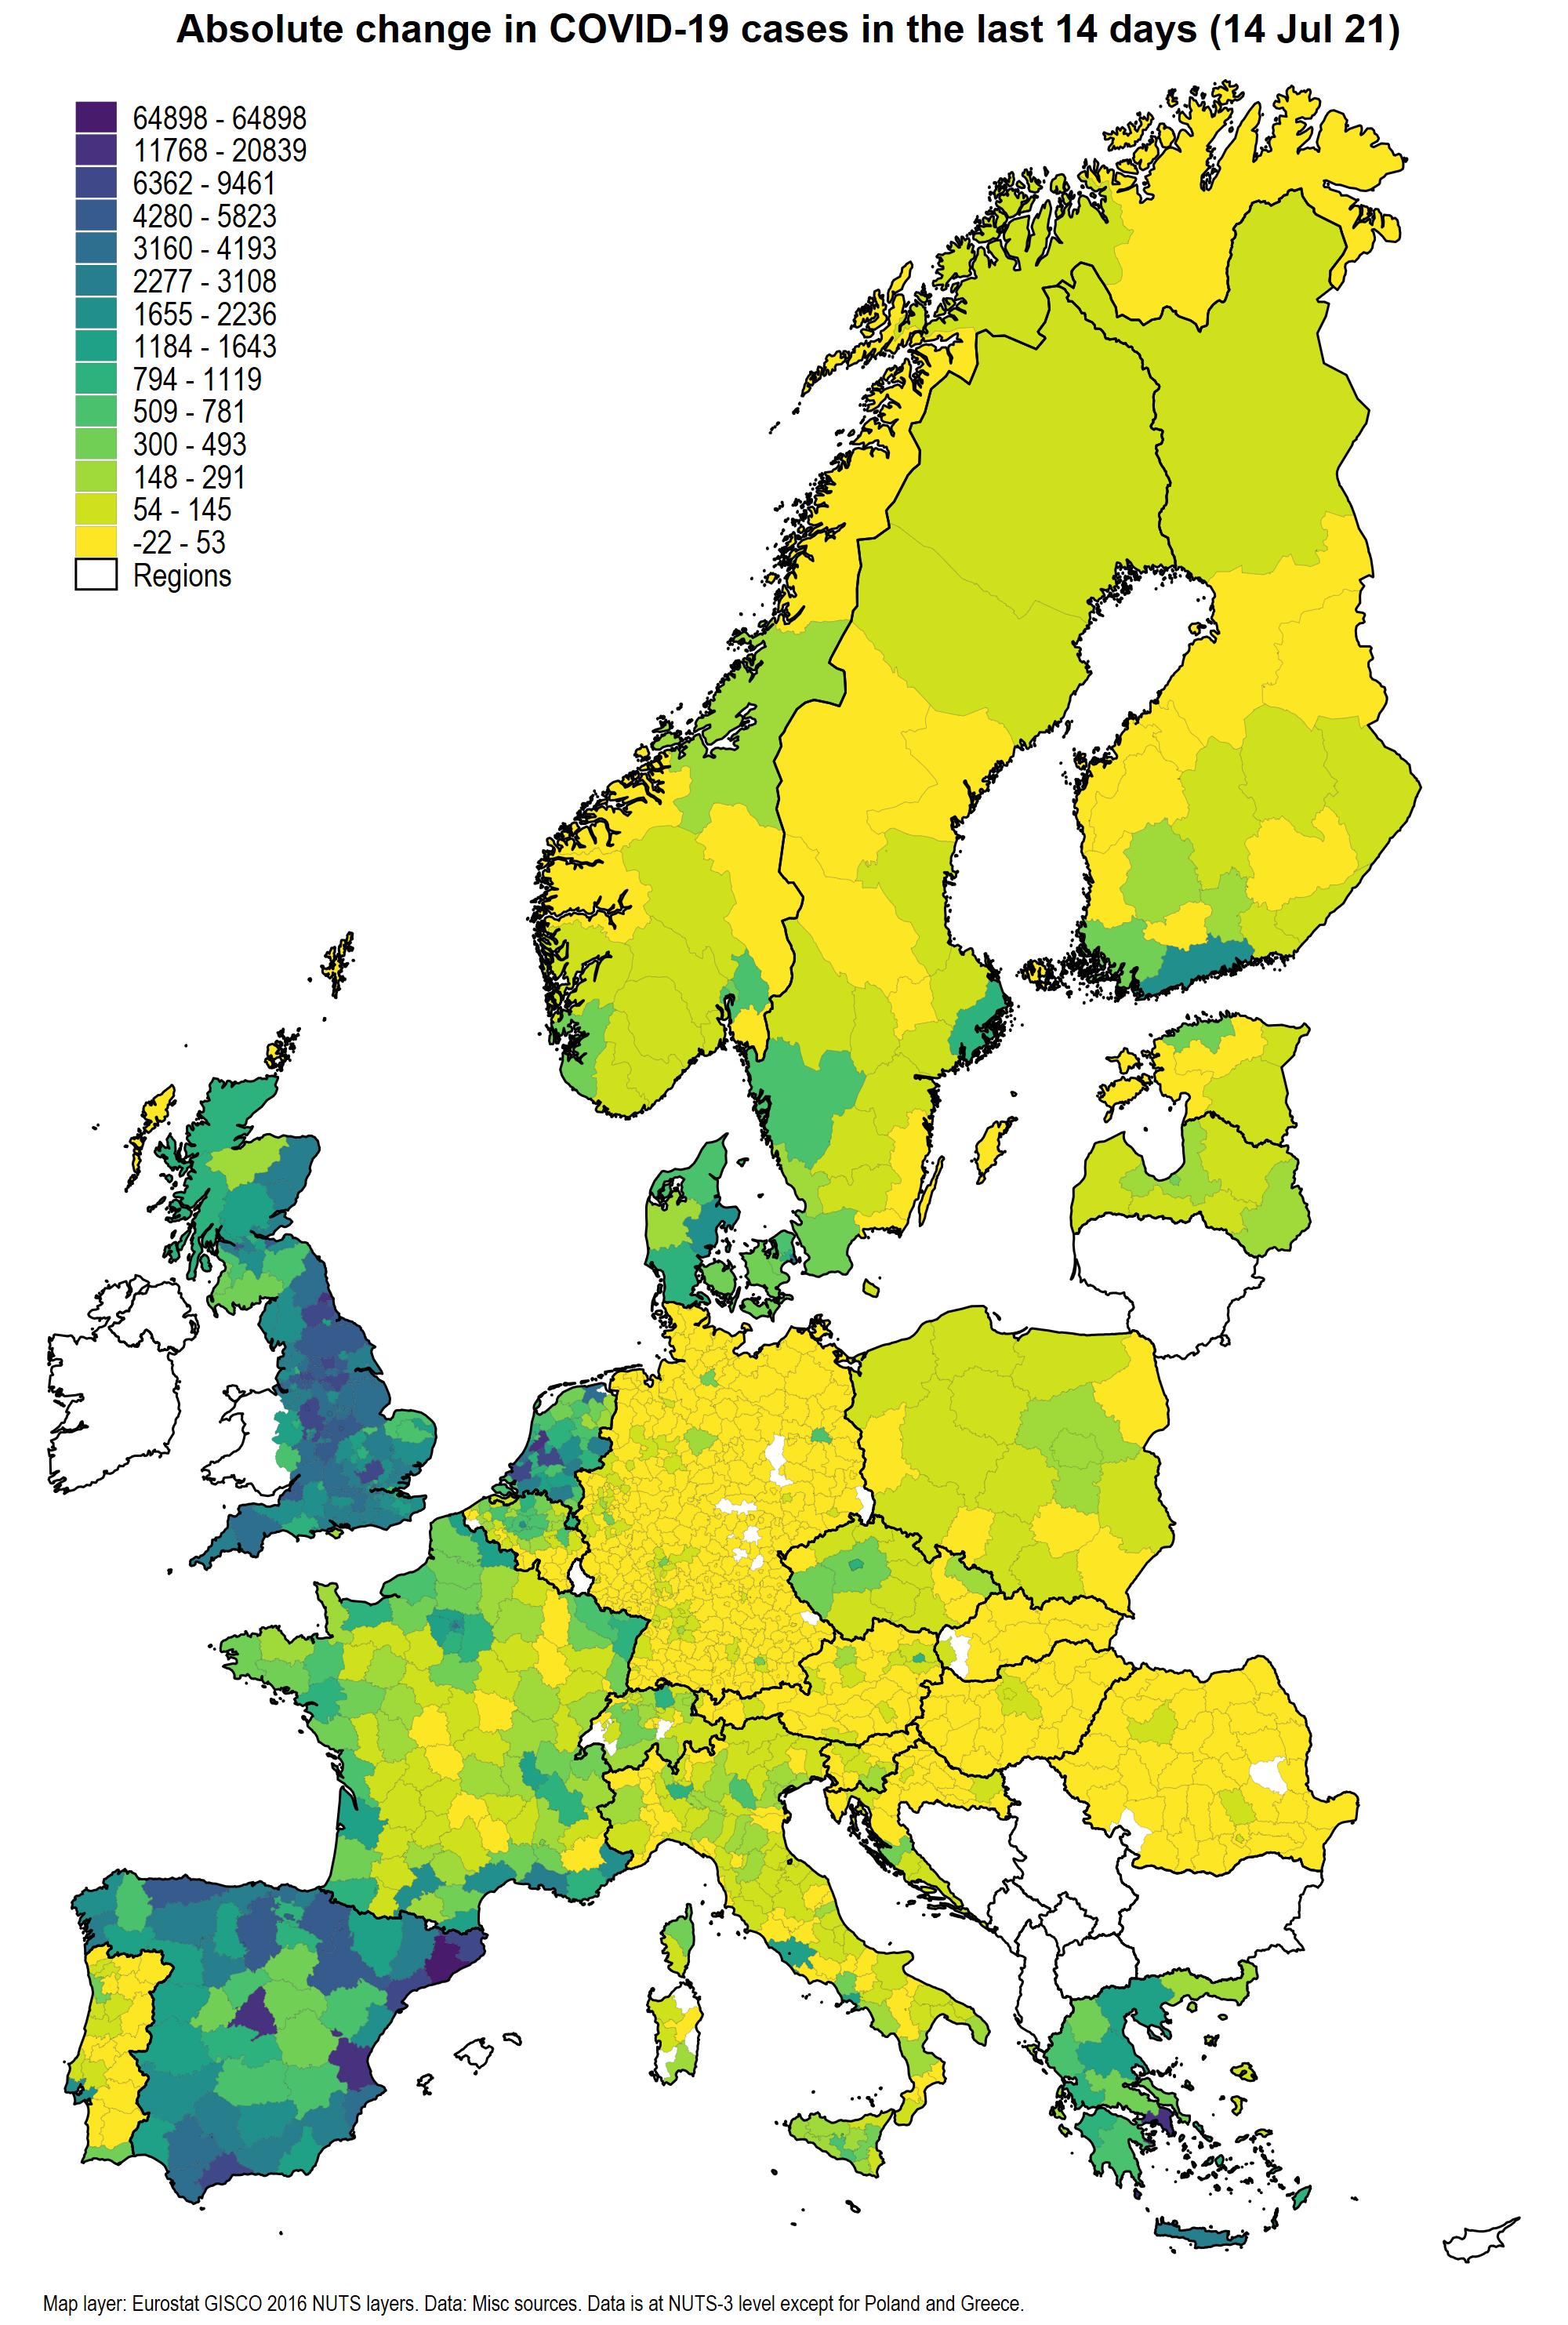 Absolute change in COVID-19 cases in the last 14 days (14 Jul 21)
64898 - 64898
11768 - 20839
6362 - 9461
4280 - 5823
3160 - 4193
2277 - 3108
1655 - 2236
1184 - 1643
794 - 1119
509 - 781
300 - 493
148 - 291
54 - 145
-22 - 53
Regions
Map layer: Eurostat GISCO 2016 NUTS layers. Data: Misc sources. Data is at NUTS-3 level except for Poland and Greece.